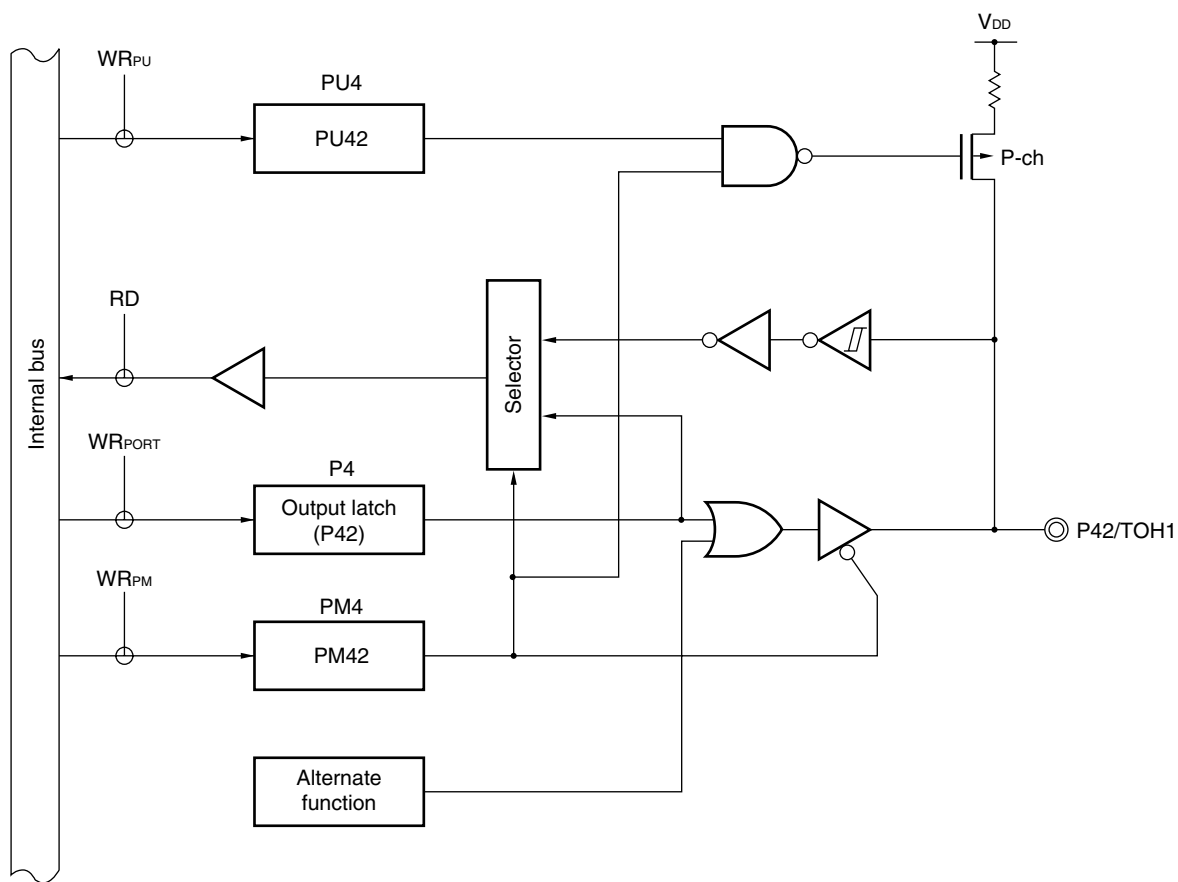 VDD
WRPU
PU4
PU42
P-ch
RD
Selector
Internal bus
WRPORT
P4
Output latch
(P42)
P42/TOH1
WRPM
PM4
PM42
Alternate
function